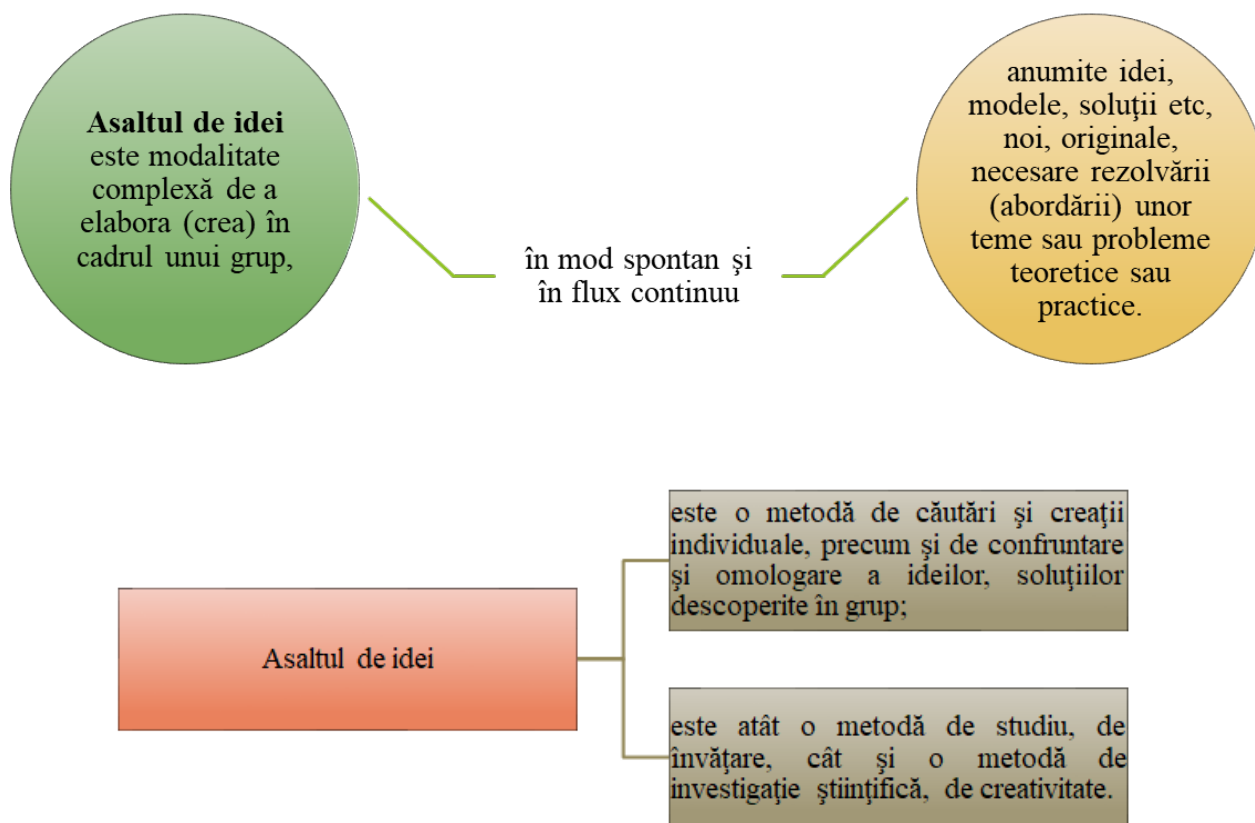 Asaltul de idei
este modalitate
complexă de a
elabora (crea) în
cadrul unui grup,
în mod spontan şi
în flux continuu
anumite idei,
modele, soluţii etc,
noi, originale,
necesare rezolvării
(abordării) unor
teme sau probleme
teoretice sau
practice.
Asaltul de idei
este o metodă de căutări şi creaţii
individuale, precum şi de confruntare
şi omologare a ideilor, soluţiilor
descoperite în grup;
este atât o metodă de studiu, de
învăţare, cât şi o metodă de
investigaţie ştiinţifică, de creativitate.